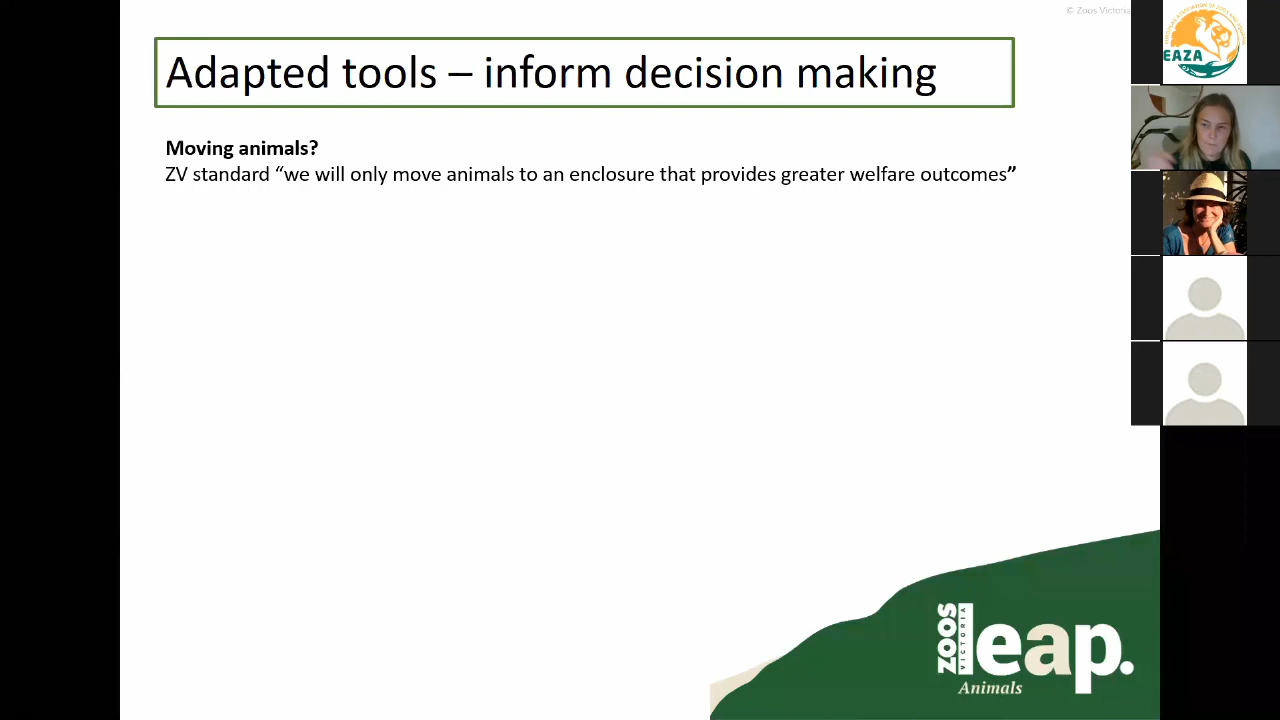 © Zoos Victoria
Adapted tools – inform decision making
Moving animals?
ZV standard “we will only move animals to an enclosure that provides greater welfare outcomes”
EAZA
ZOOS
VICTORIA
leap.
Animals